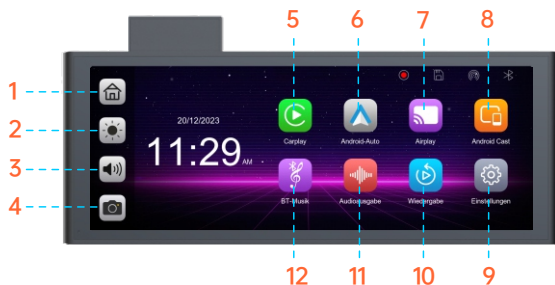 5 6 7 8
1
2
3
4
20/12/2023
11:29 AM
Carplay Android-Auto Airplay Android Cast
BT-Musik Audioausgabe Wiedergabe Einstellungen
12 11 10 9